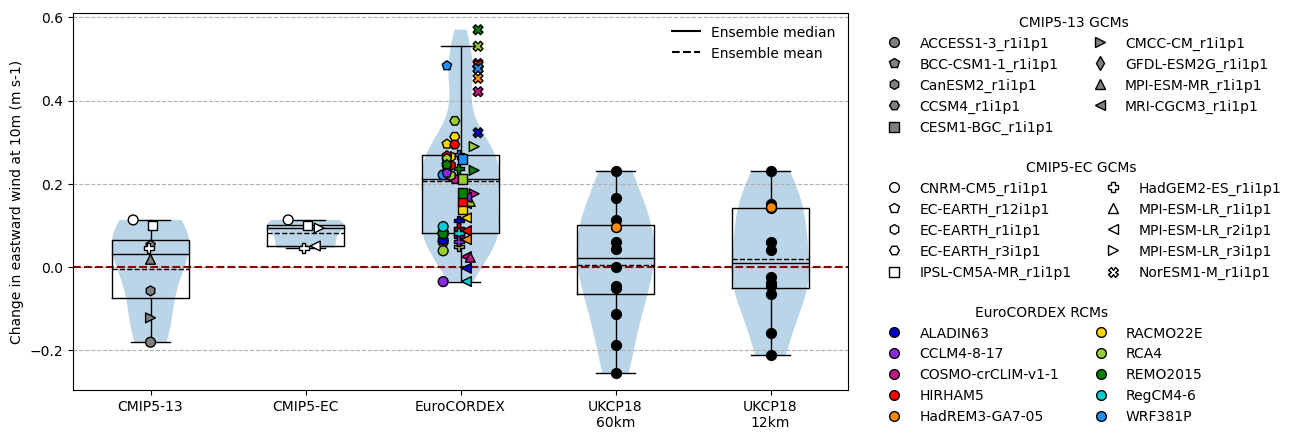 Change in eastward wind at 10m (m s-1)
0.6
0.4
0.2
0.0
−0.2
Ensemble median
Ensemble mean
CMIP5-13
CMIP5-EC
EuroCORDEX
UKCP18
60km
UKCP18
12km
CMIP5-13 GCMs
ACCESS1-3_r1i1p1
BCC-CSM1-1_r1i1p1
CanESM2_r1i1p1
CCSM4_r1i1p1
CESM1-BGC_r1i1p1
CMCC-CM_r1i1p1
GFDL-ESM2G_r1i1p1
MPI-ESM-MR_r1i1p1
MRI-CGCM3_r1i1p1
CMIP5-EC GCMs
CNRM-CM5_r1i1p1
EC-EARTH_r12i1p1
EC-EARTH_r1i1p1
EC-EARTH_r3i1p1
IPSL-CM5A-MR_r1i1p1
HadGEM2-ES_r1i1p1
MPI-ESM-LR_r1i1p1
MPI-ESM-LR_r2i1p1
MPI-ESM-LR_r3i1p1
NorESM1-M_r1i1p1
EuroCORDEX RCMs
ALADIN63
CCLM4-8-17
COSMO-crCLIM-v1-1
HIRHAM5
HadREM3-GA7-05
RACMO22E
RCA4
REMO2015
RegCM4-6
WRF381P